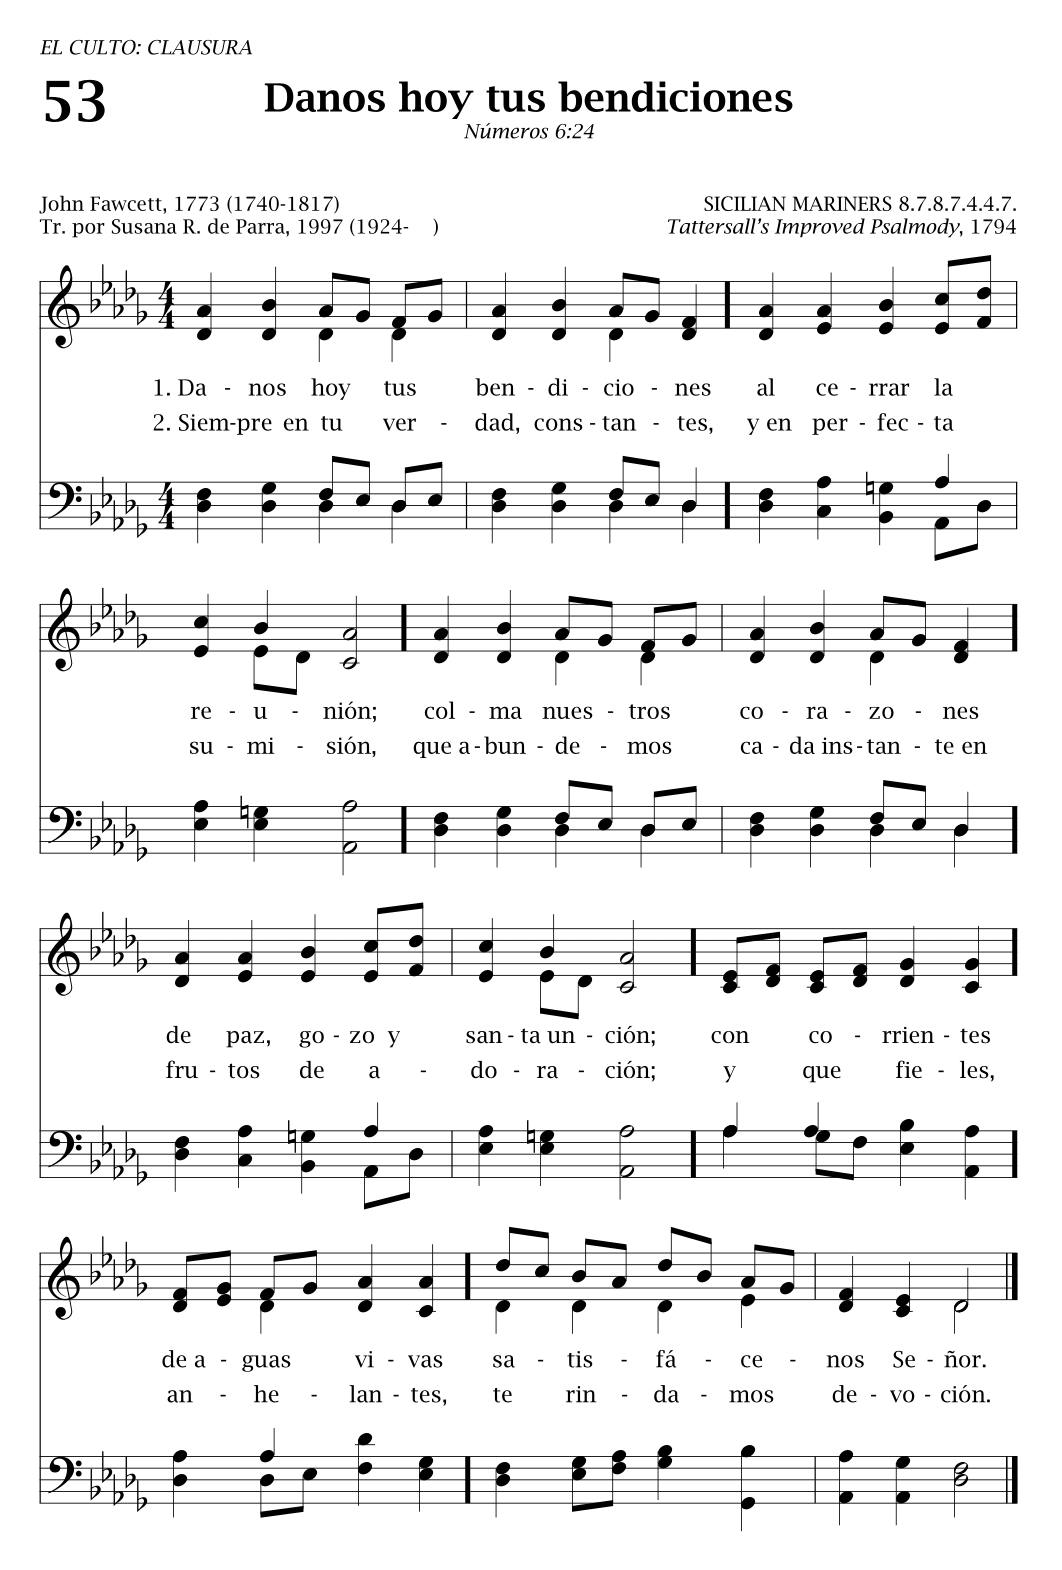 EL CULTO: CLAUSURA
53 Danos hoy tus bendiciones
Números 6:24
John Fawcett, 1773 (1740-1817) SICILIAN MARINERS 8.7.8.7.4.4.7.
Tr. por Susana R. de Parra, 1997 (1924- ) Tattersall's Improved Psalmody, 1794
1. Da - nos hoy tus ben - di - cio - nes al ce - rrar la
2. Siem-pre en tu ver - dad, cons - tan - tes, y en per - fec - ta
re - u - nión; col - ma nues - tros co - ra - zo - nes
su - mi - sión, que a - bun - de - mos ca - da ins - tan - te en
de paz, go - zo y san - ta un - ción; con co - rrien - tes
fru - tos de a - do - ra - ción; y que fie - les,
de a - guas vi - vas sa - tis - fá - ce - nos Se - ñor.
an - he - lan - tes, te rin - da - mos de - vo - ción.